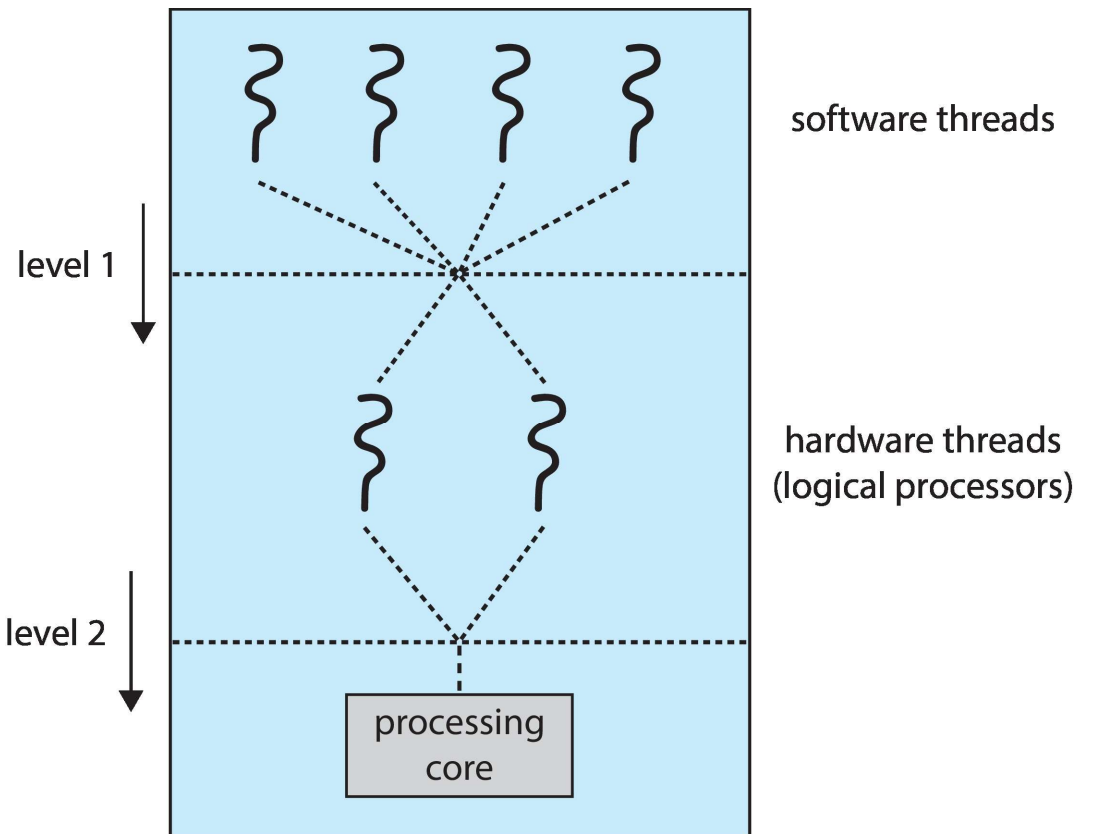 software threads
level 1
hardware threads
(logical processors)
level 2
processing
core